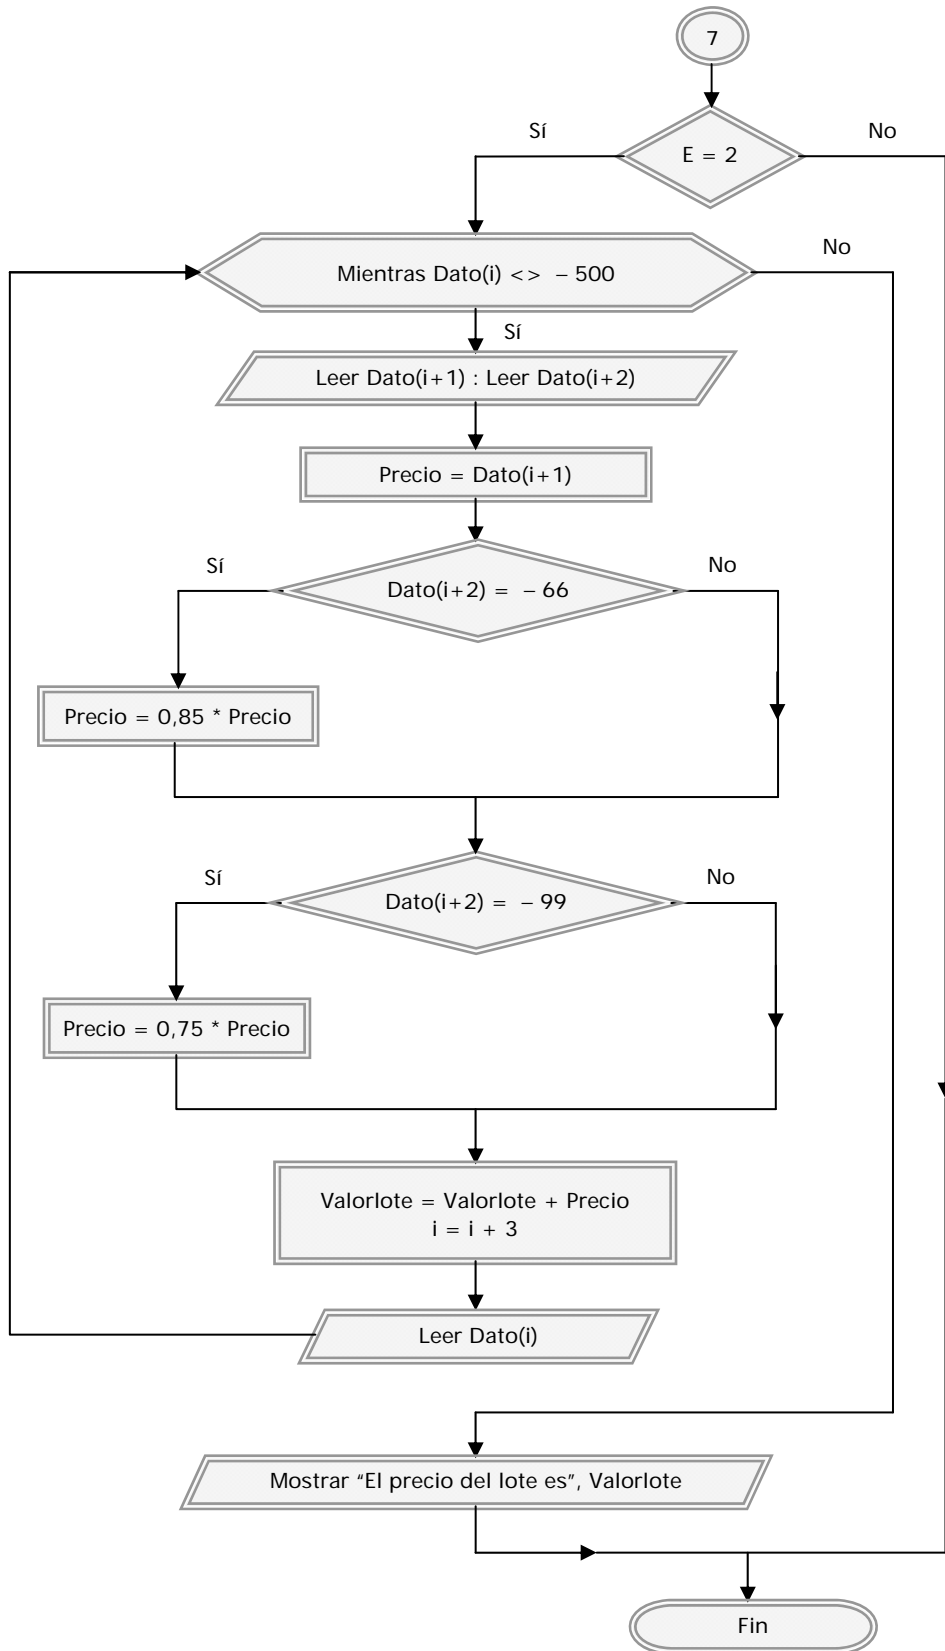 7
Sí
No
E = 2
No
Mientras Dato(i) <> – 500
Sí
Leer Dato(i+1) : Leer Dato(i+2)
Precio = Dato(i+1)
Sí
No
Dato(i+2) = – 66
Precio = 0,85 * Precio
Sí
No
Dato(i+2) = – 99
Precio = 0,75 * Precio
Valorlote = Valorlote + Precio
i = i + 3
Leer Dato(i)
Mostrar “El precio del lote es”, Valorlote
Fin